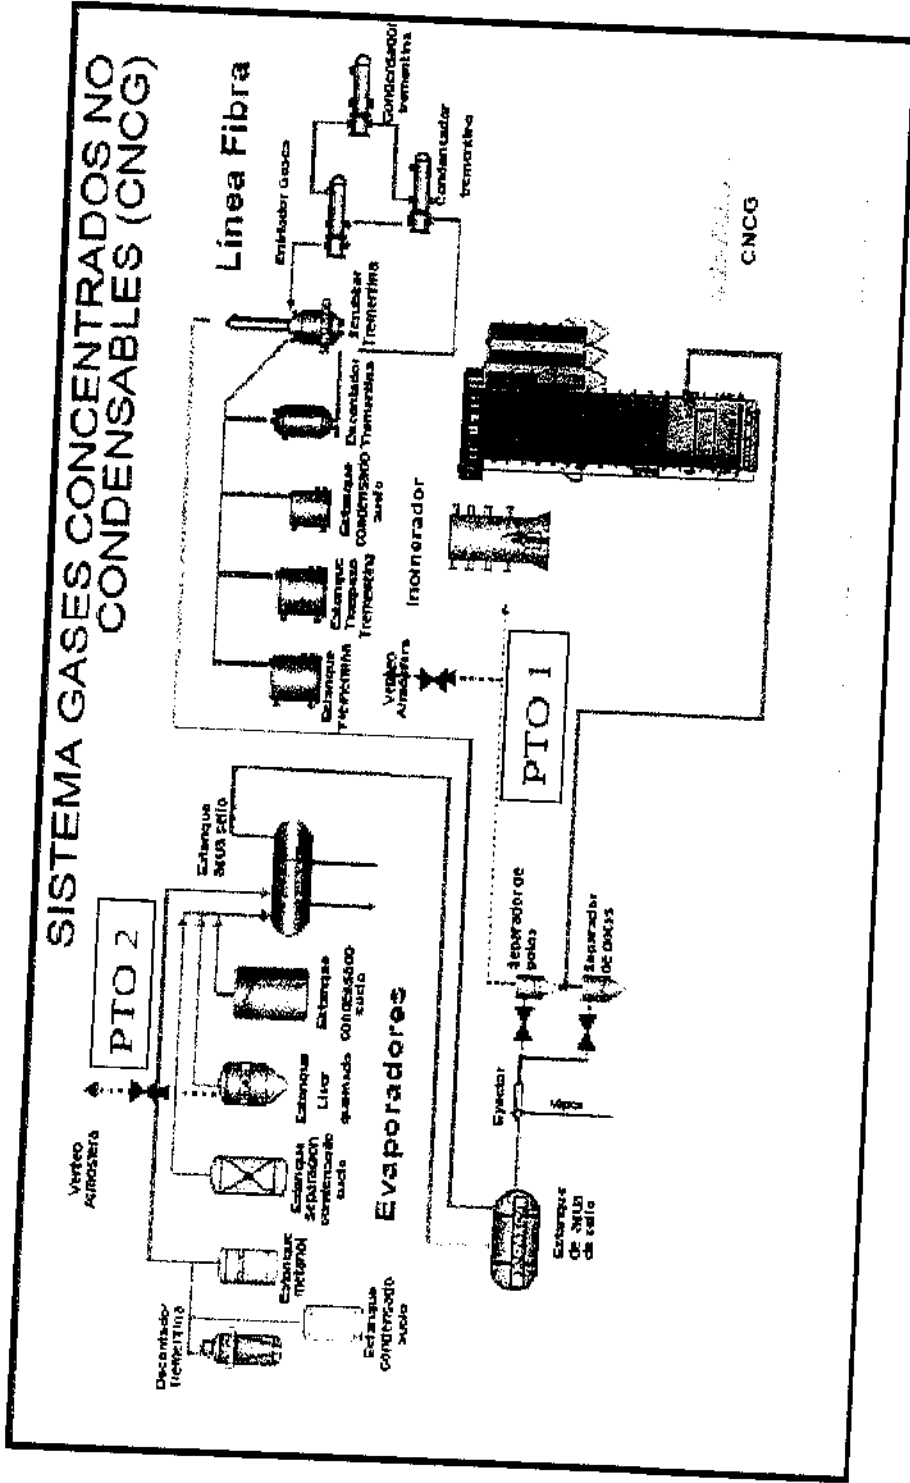 SISTEMA GASES CONCENTRADOS NO
CONDENSABLES (CNCG)
PTO 2
Venteo
Atmosfera
Estanque
agua sello
Decantador
Trementina
Estanque
metanol
Estanque
separacion
condensado
sucio
Estanque
Licor
quemado
Estanque
condensado
sucio
Estanque
condensado
sucio
Evaporadores
Línea Fibra
Enfriador Gases
Condensador
trementina
Condensador
trementina
Estanque
Trementina
Estanque
Traspaso
Trementina
Estanque
condensado
sucio
Decantador
Trementina
Trementina
Venteo
Atmosfera
Incinerador
PTO 1
CNCG
Eyector
Vapor
Separador de
gotas
Separador
de gotas
Estanque
de agua
de sello